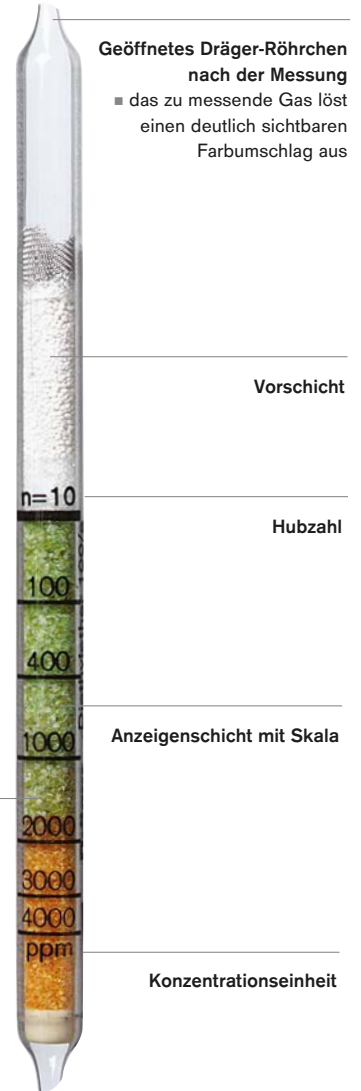 Geöffnetes Dräger-Röhrchen
nach der Messung
■ das zu messende Gas löst
einen deutlich sichtbaren
Farbumschlag aus
Vorschicht
n=10
Hubzahl
100
400
1000
Anzeigenschicht mit Skala
2000
3000
4000
ppm
Konzentrationseinheit